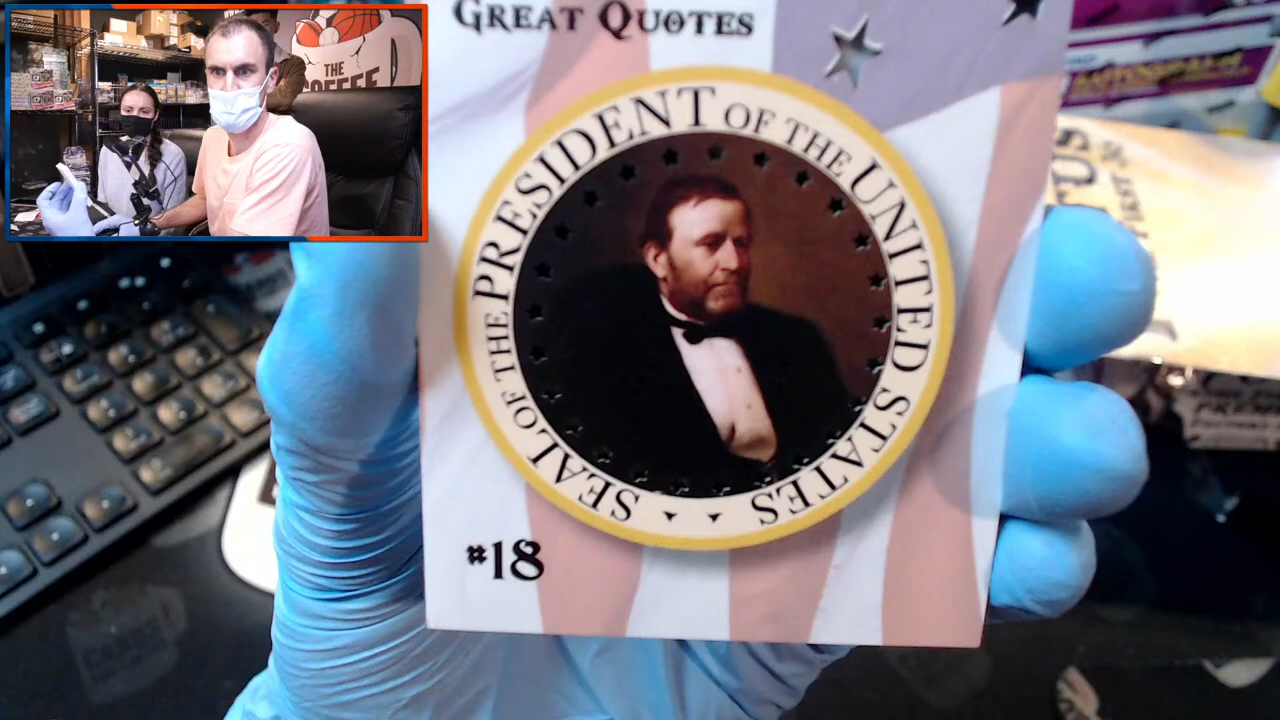 THE
COFFEE
GREAT QUOTES
SEAL OF THE PRESIDENT OF THE UNITED STATES
#18